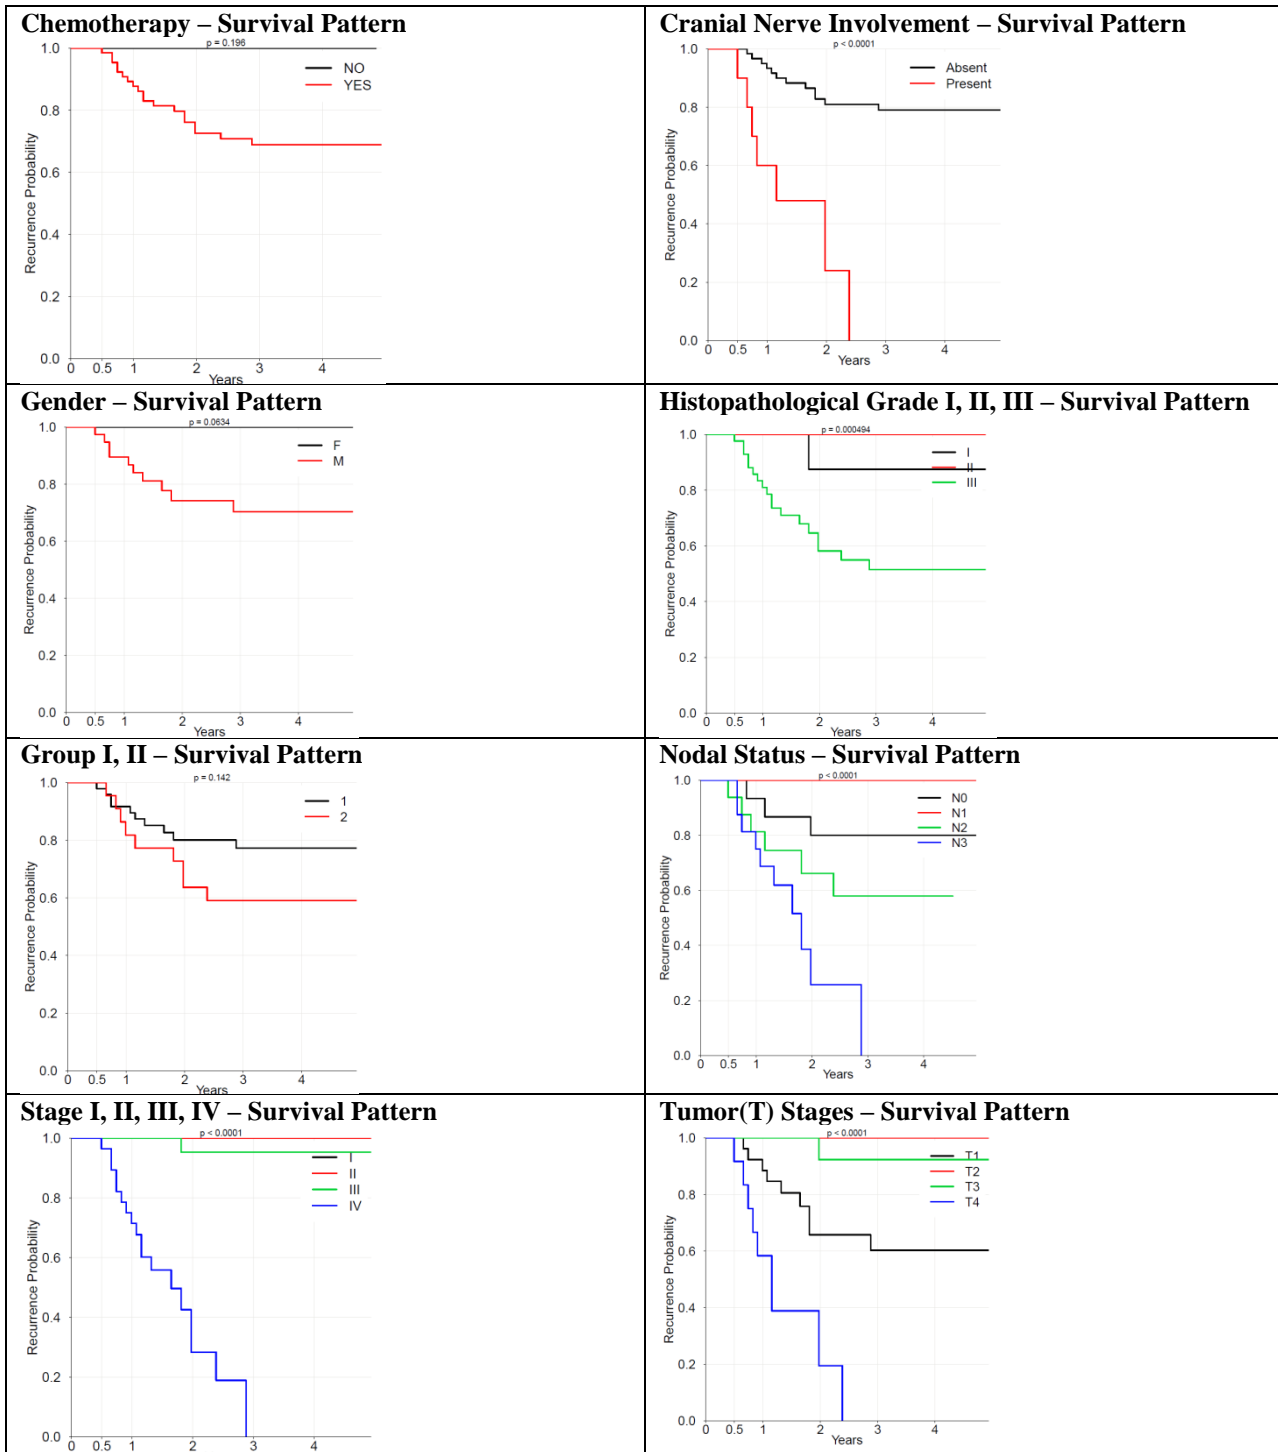 Chemotherapy – Survival Pattern
p = 0.196
NO
YES
Recurrence Probability
1.0
0.8
0.6
0.4
0.2
0.0
0 0.5 1 2 3 4
Years
Cranial Nerve Involvement – Survival Pattern
p < 0.0001
Absent
Present
Recurrence Probability
1.0
0.8
0.6
0.4
0.2
0.0
0 0.5 1 2 3 4
Years
Gender – Survival Pattern
p = 0.0634
F
M
Recurrence Probability
1.0
0.8
0.6
0.4
0.2
0.0
0 0.5 1 2 3 4
Years
Histopathological Grade I, II, III – Survival Pattern
p = 0.000494
I
II
III
Recurrence Probability
1.0
0.8
0.6
0.4
0.2
0.0
0 0.5 1 2 3 4
Years
Group I, II – Survival Pattern
p = 0.142
1
2
Recurrence Probability
1.0
0.8
0.6
0.4
0.2
0.0
0 0.5 1 2 3 4
Years
Nodal Status – Survival Pattern
p < 0.0001
N0
N1
N2
N3
Recurrence Probability
1.0
0.8
0.6
0.4
0.2
0.0
0 0.5 1 2 3 4
Years
Stage I, II, III, IV – Survival Pattern
p < 0.0001
I
II
III
IV
Recurrence Probability
1.0
0.8
0.6
0.4
0.2
0.0
0 0.5 1 2 3 4
Tumor(T) Stages – Survival Pattern
p < 0.0001
T1
T2
T3
T4
Recurrence Probability
1.0
0.8
0.6
0.4
0.2
0.0
0 0.5 1 2 3 4
Years